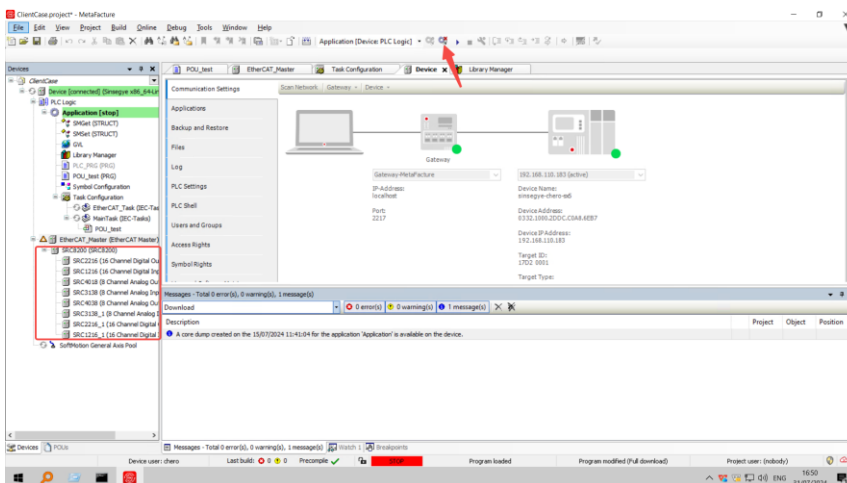 ClientCase.project* - MetaFacture
File Edit View Project Build Online Debug Tools Window Help
Application [Device: PLC Logic]
Devices
POU_test
EtherCAT_Master
Task Configuration
Device
Library Manager
ClientCase
Device [connected] (Sinsegye x86_64-Lin
PLC Logic
Application [stop]
SMGet (STRUCT)
SMSet (STRUCT)
GVL
Library Manager
PLC_PRG (PRG)
POU_test (PRG)
Symbol Configuration
Task Configuration
EtherCAT_Task (IEC-Tas
MainTask (IEC-Tasks)
POU_test
EtherCAT_Master (EtherCAT Master)
SRC8200 (SRC8200)
SRC2216 (16 Channel Digital Ou
SRC1216 (16 Channel Digital Inp
SRC4018 (8 Channel Analog Ou
SRC3138 (8 Channel Analog Inp
SRC4038 (8 Channel Analog Ou
SRC3138_1 (8 Channel Analog I
SRC2216_1 (16 Channel Digital
SRC1216_1 (16 Channel Digital
SoftMotion General Axis Pool
Communication Settings
Applications
Backup and Restore
Files
Log
PLC Settings
PLC Shell
Users and Groups
Access Rights
Symbol Rights
Scan Network
Gateway
Device
Gateway
Gateway-MetaFacture
IP-Address:
localhost
Port:
2217
192.168.110.183 (active)
Device Name:
sinsegye-chero-edi
Device Address:
0332.1000.2DDC.C0A8.6EB7
Device IP-Address:
192.168.110.183
Target ID:
17D2 0001
Target Type:
Messages - Total 0 error(s), 0 warning(s), 1 message(s)
Download
0 error(s)
0 warning(s)
1 message(s)
Description
Project
Object
Position
A core dump created on the 15/07/2024 11:41:04 for the application 'Application' is available on the device.
Devices
POUs
Messages - Total 0 error(s), 0 warning(s), 1 message(s)
Watch 1
Breakpoints
Device user: chero
Last build: 0 0
Precompile
STOP
Program loaded
Program modified (Full download)
Project user: (nobody)
ENG
16:50